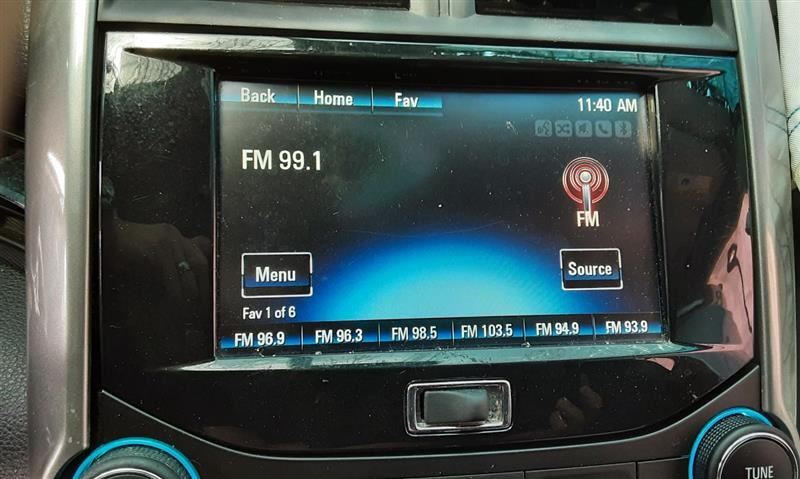 Back Home Fav 11:40 AM
FM 99.1
FM
Menu Source
Fav 1 of 6
FM 96.9 FM 96.3 FM 98.5 FM 103.5 FM 94.9 FM 93.9
TUNE